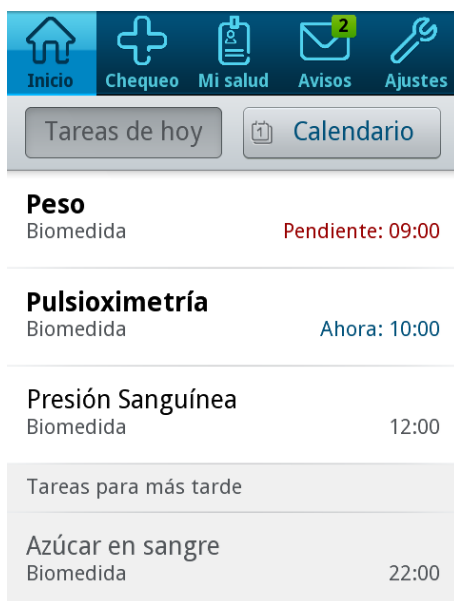 2
Inicio Chequeo Mi salud Avisos Ajustes
Tareas de hoy 1 Calendario
Peso
Biomedida Pendiente: 09:00
Pulsioximetría
Biomedida Ahora: 10:00
Presión Sanguínea
Biomedida 12:00
Tareas para más tarde
Azúcar en sangre
Biomedida 22:00